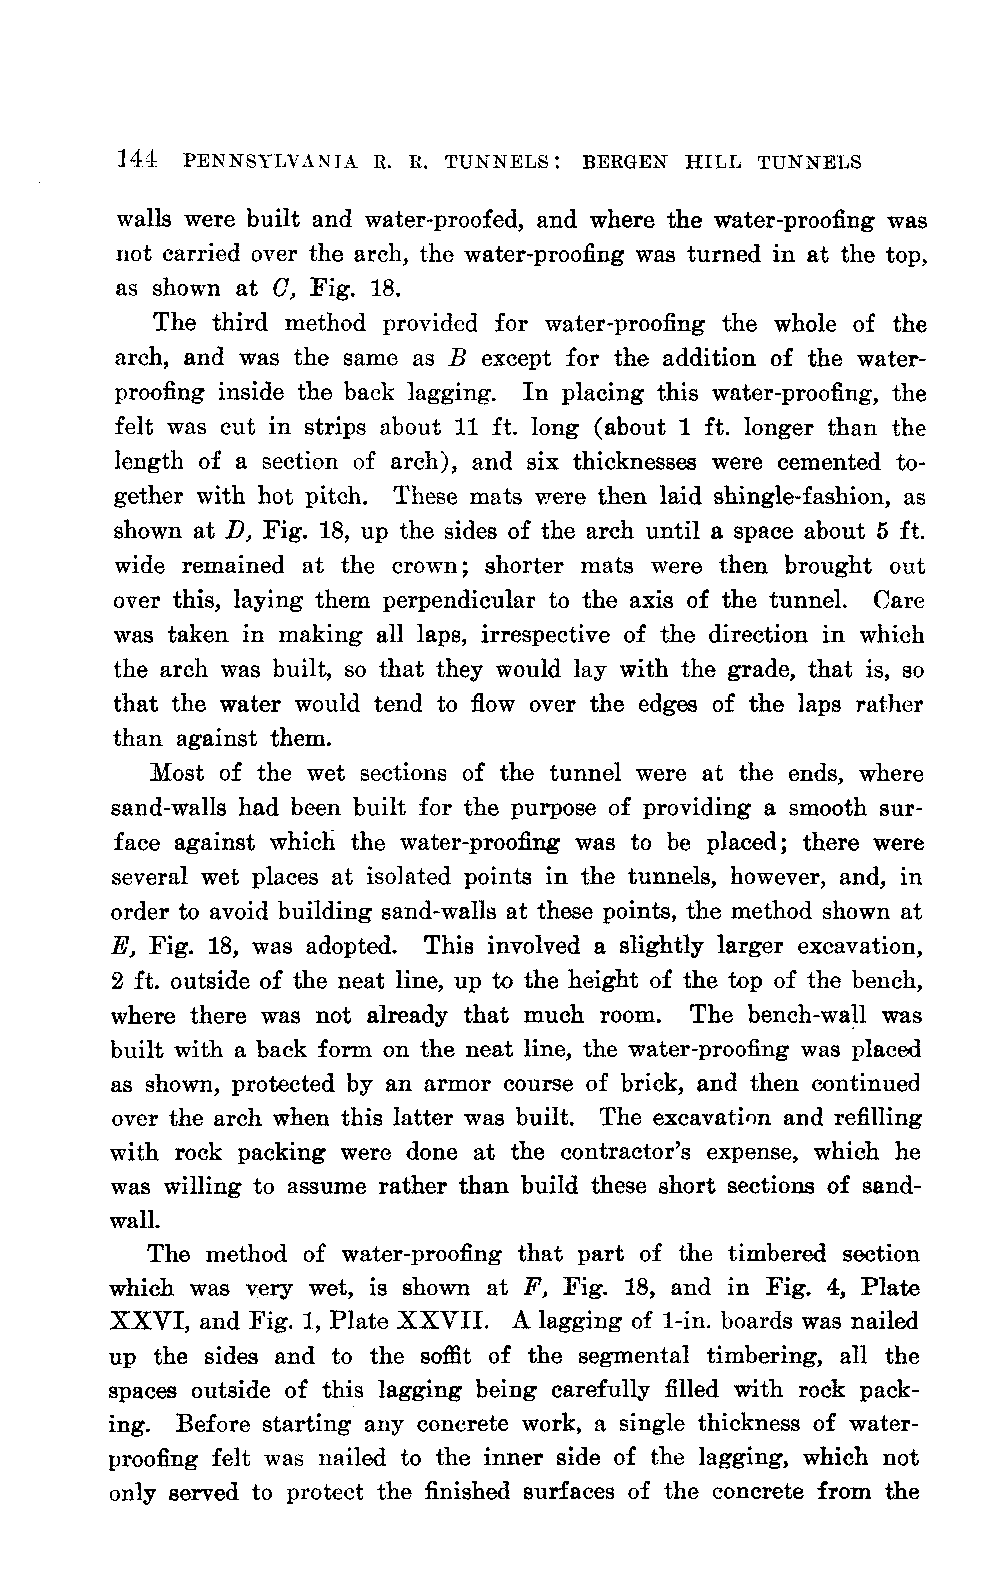 144 PENNSYLVANIA R. R. TUNNELS: BERGEN HILL TUNNELS
walls were built and water-proofed, and where the water-proofing was
not carried over the arch, the water-proofing was turned in at the top,
as shown at C, Fig. 18.
The third method provided for water-proofing the whole of the
arch, and was the same as B except for the addition of the water-
proofing inside the back lagging. In placing this water-proofing, the
felt was cut in strips about 11 ft. long (about 1 ft. longer than the
length of a section of arch), and six thicknesses were cemented to-
gether with hot pitch. These mats were then laid shingle-fashion, as
shown at D, Fig. 18, up the sides of the arch until a space about 5 ft.
wide remained at the crown; shorter mats were then brought out
over this, laying them perpendicular to the axis of the tunnel. Care
was taken in making all laps, irrespective of the direction in which
the arch was built, so that they would lay with the grade, that is, so
that the water would tend to flow over the edges of the laps rather
than against them.
Most of the wet sections of the tunnel were at the ends, where
sand-walls had been built for the purpose of providing a smooth sur-
face against which the water-proofing was to be placed; there were
several wet places at isolated points in the tunnels, however, and, in
order to avoid building sand-walls at these points, the method shown at
E, Fig. 18, was adopted. This involved a slightly larger excavation,
2 ft. outside of the neat line, up to the height of the top of the bench,
where there was not already that much room. The bench-wall was
built with a back form on the neat line, the water-proofing was placed
as shown, protected by an armor course of brick, and then continued
over the arch when this latter was built. The excavation and refilling
with rock packing were done at the contractor's expense, which he
was willing to assume rather than build these short sections of sand-
wall.
The method of water-proofing that part of the timbered section
which was very wet, is shown at F, Fig. 18, and in Fig. 4, Plate
XXVI, and Fig. 1, Plate XXVII. A lagging of 1-in. boards was nailed
up the sides and to the soffit of the segmental timbering, all the
spaces outside of this lagging being carefully filled with rock pack-
ing. Before starting any concrete work, a single thickness of water-
proofing felt was nailed to the inner side of the lagging, which not
only served to protect the finished surfaces of the concrete from the